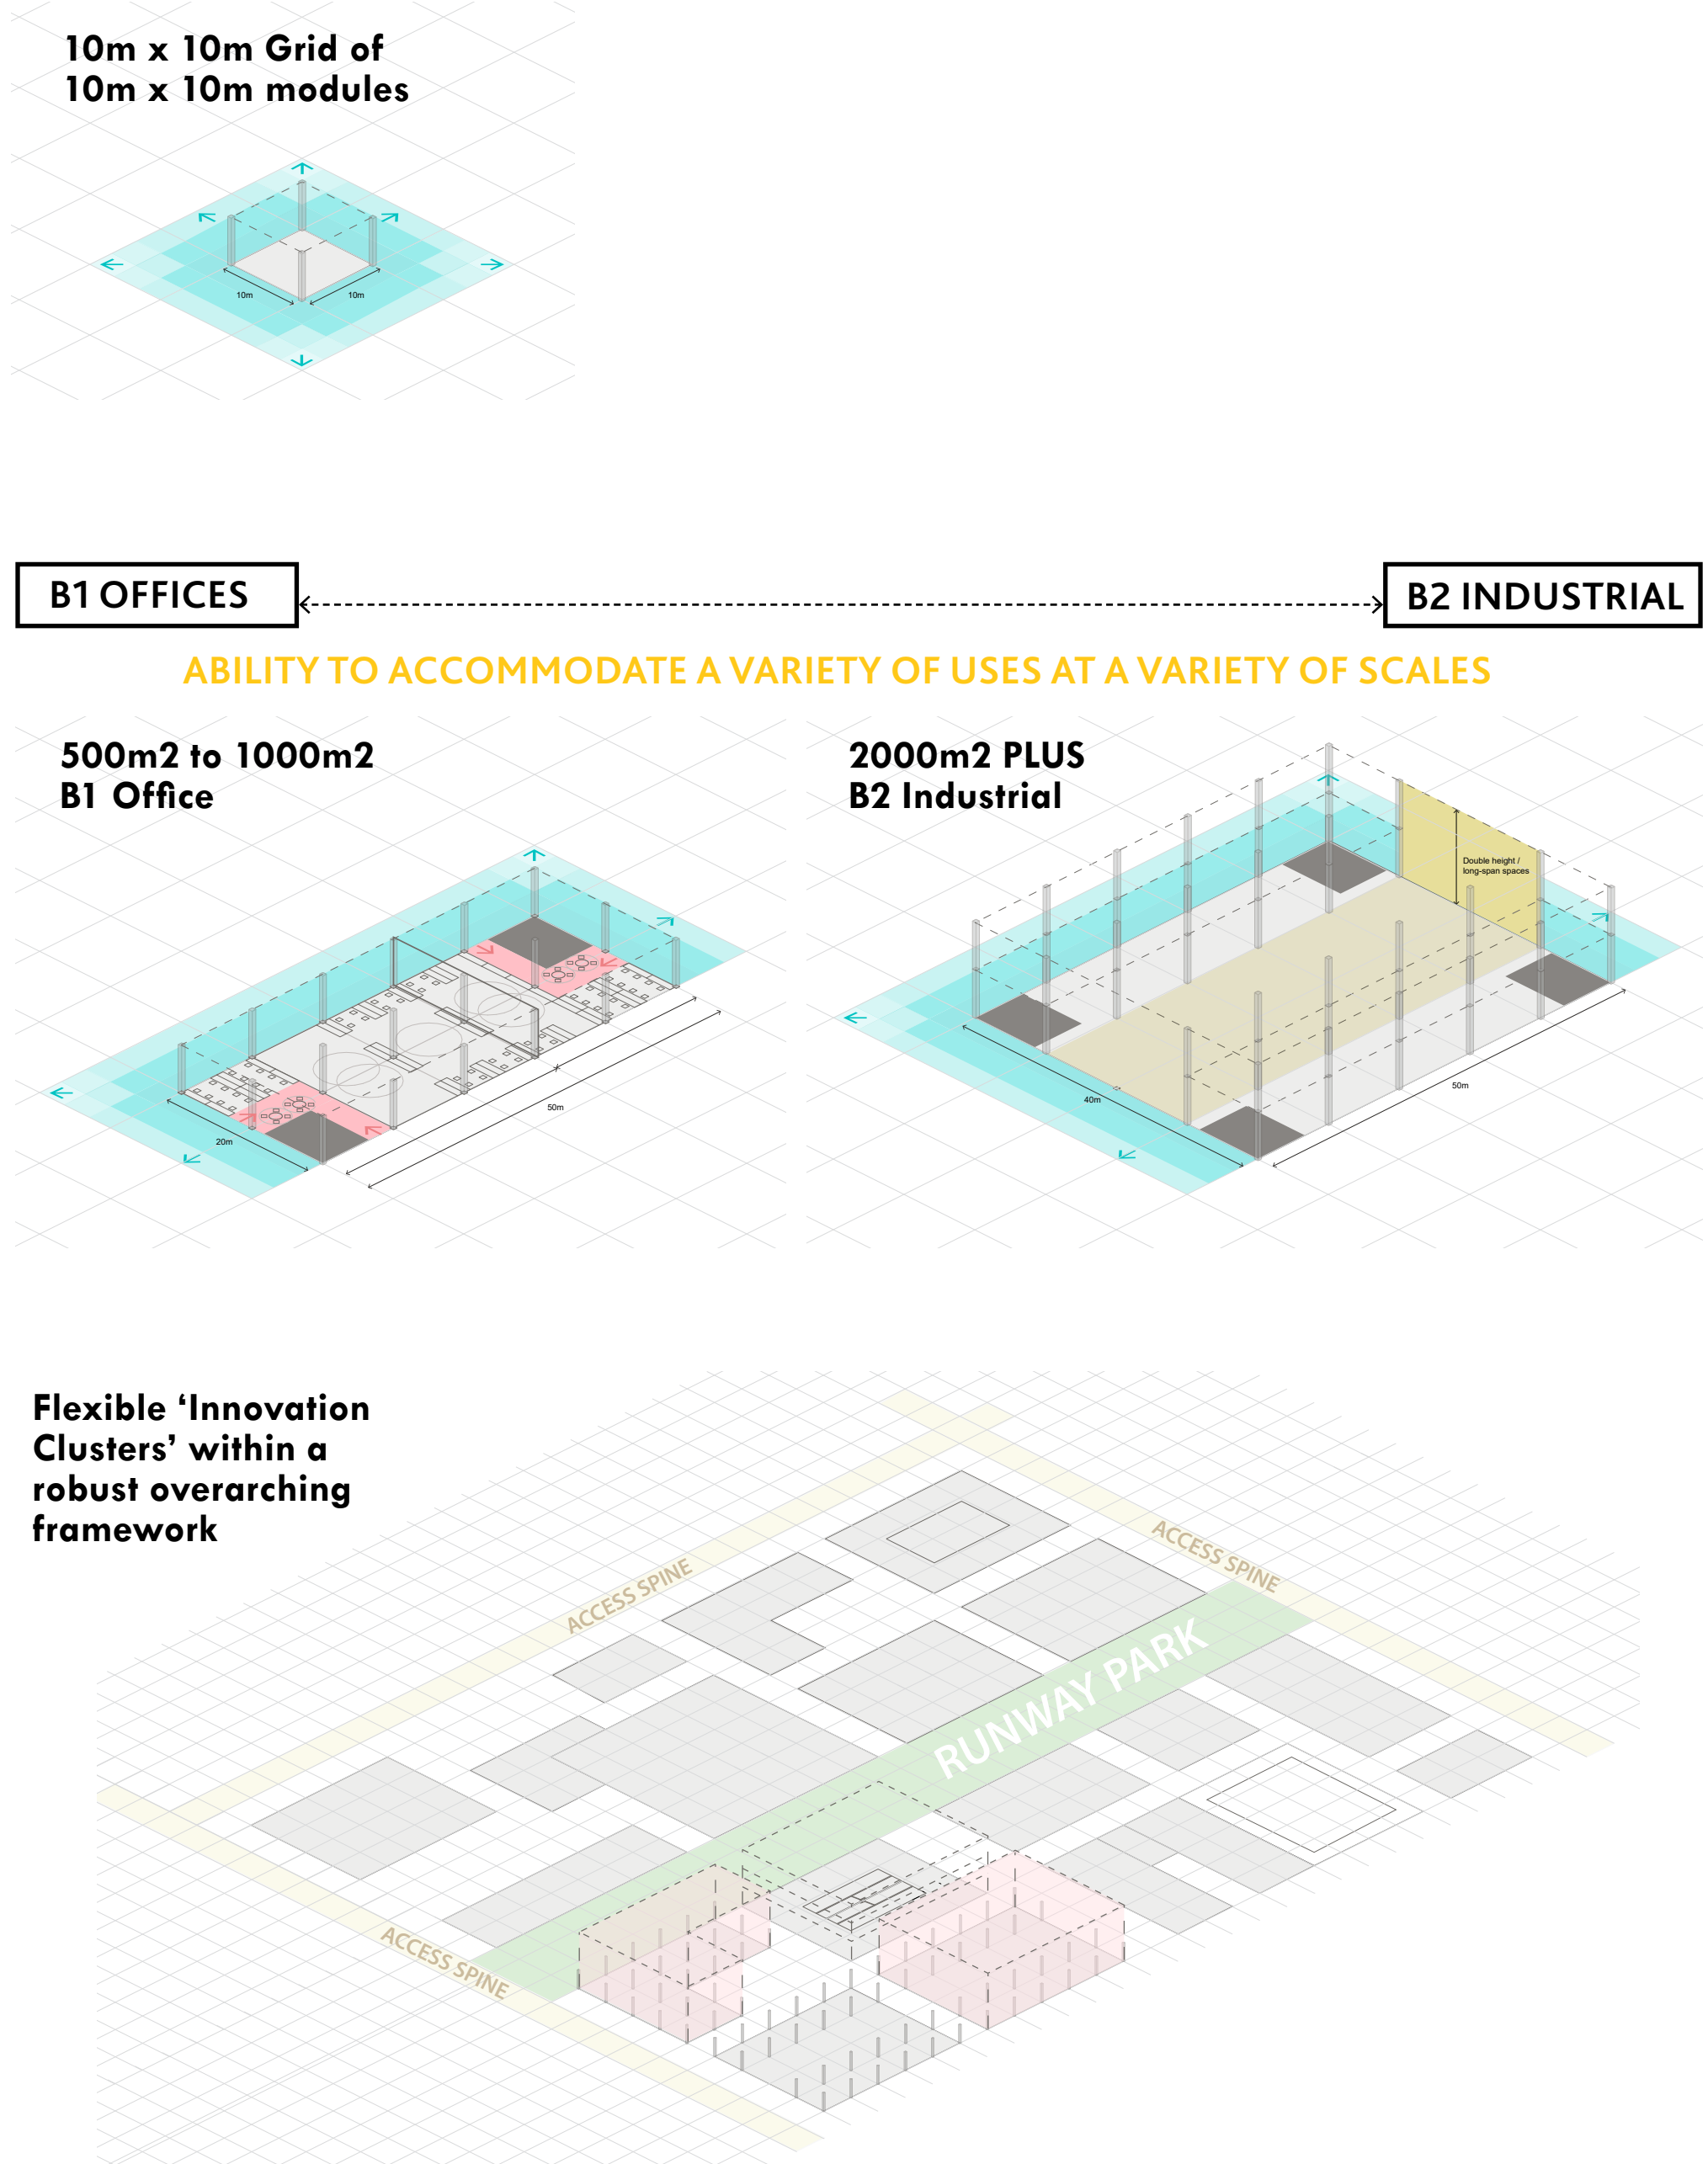 10m x 10m Grid of
10m x 10m modules
10m
10m
B1 OFFICES
B2 INDUSTRIAL
ABILITY TO ACCOMMODATE A VARIETY OF USES AT A VARIETY OF SCALES
500m2 to 1000m2
B1 Office
20m
50m
2000m2 PLUS
B2 Industrial
Double height /
long-span spaces
40m
50m
Flexible ‘Innovation
Clusters’ within a
robust overarching
framework
ACCESS SPINE
ACCESS SPINE
RUNWAY PARK
ACCESS SPINE